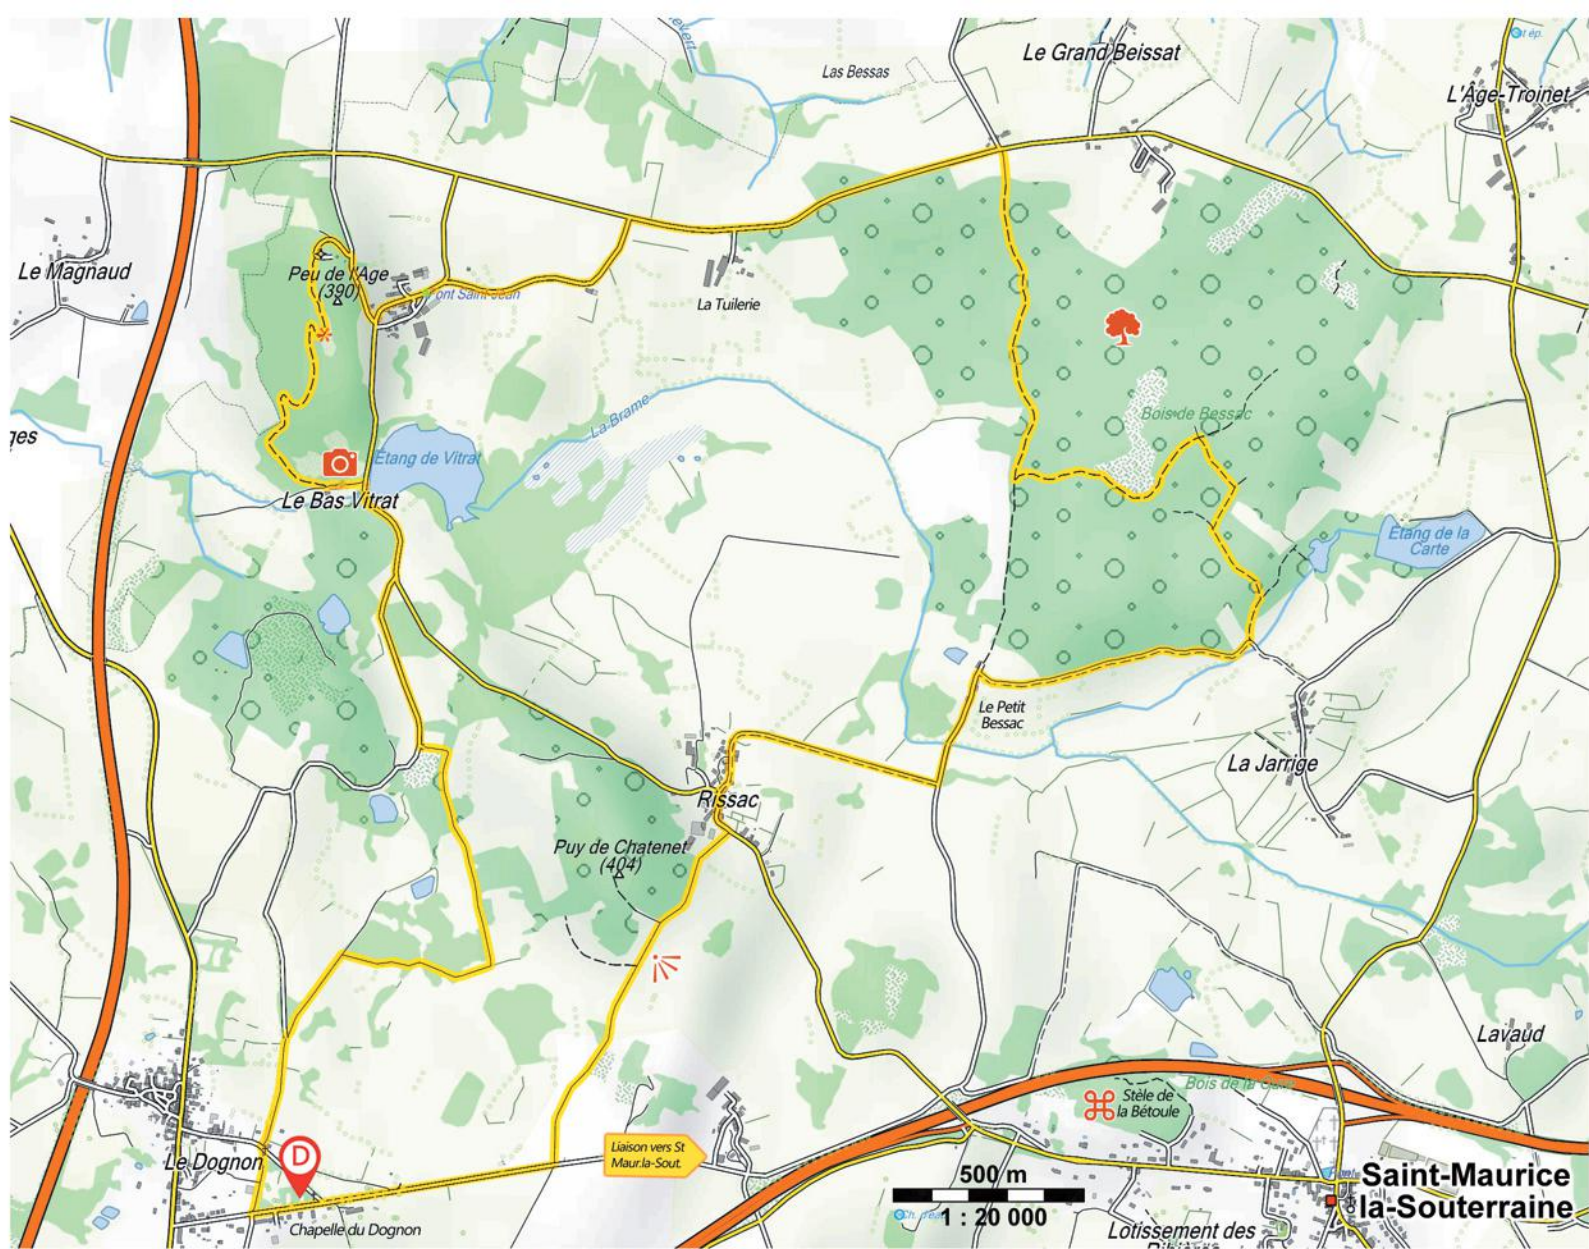 Le Grand Beissat
Las Bessas
L'Âge-Troinet
Le Magnaud
Peu de l'Age
(390)
Font Saint-Jean
La Tuilerie
La Brame
Bois de Bessac
ges
Etang de Vitrat
Le Bas Vitrat
Etang de la
Carte
Le Petit
Bessac
La Jarrige
Rissac
Puy de Chatenet
(404)
Lavaud
Bois de la Gare
Stèle de
la Bétoule
D
Le Dognon
Chapelle du Dognon
Liaison vers St
Maur.la-Sout.
500 m
1 : 20 000
Saint-Maurice
la-Souterraine
Lotissement des